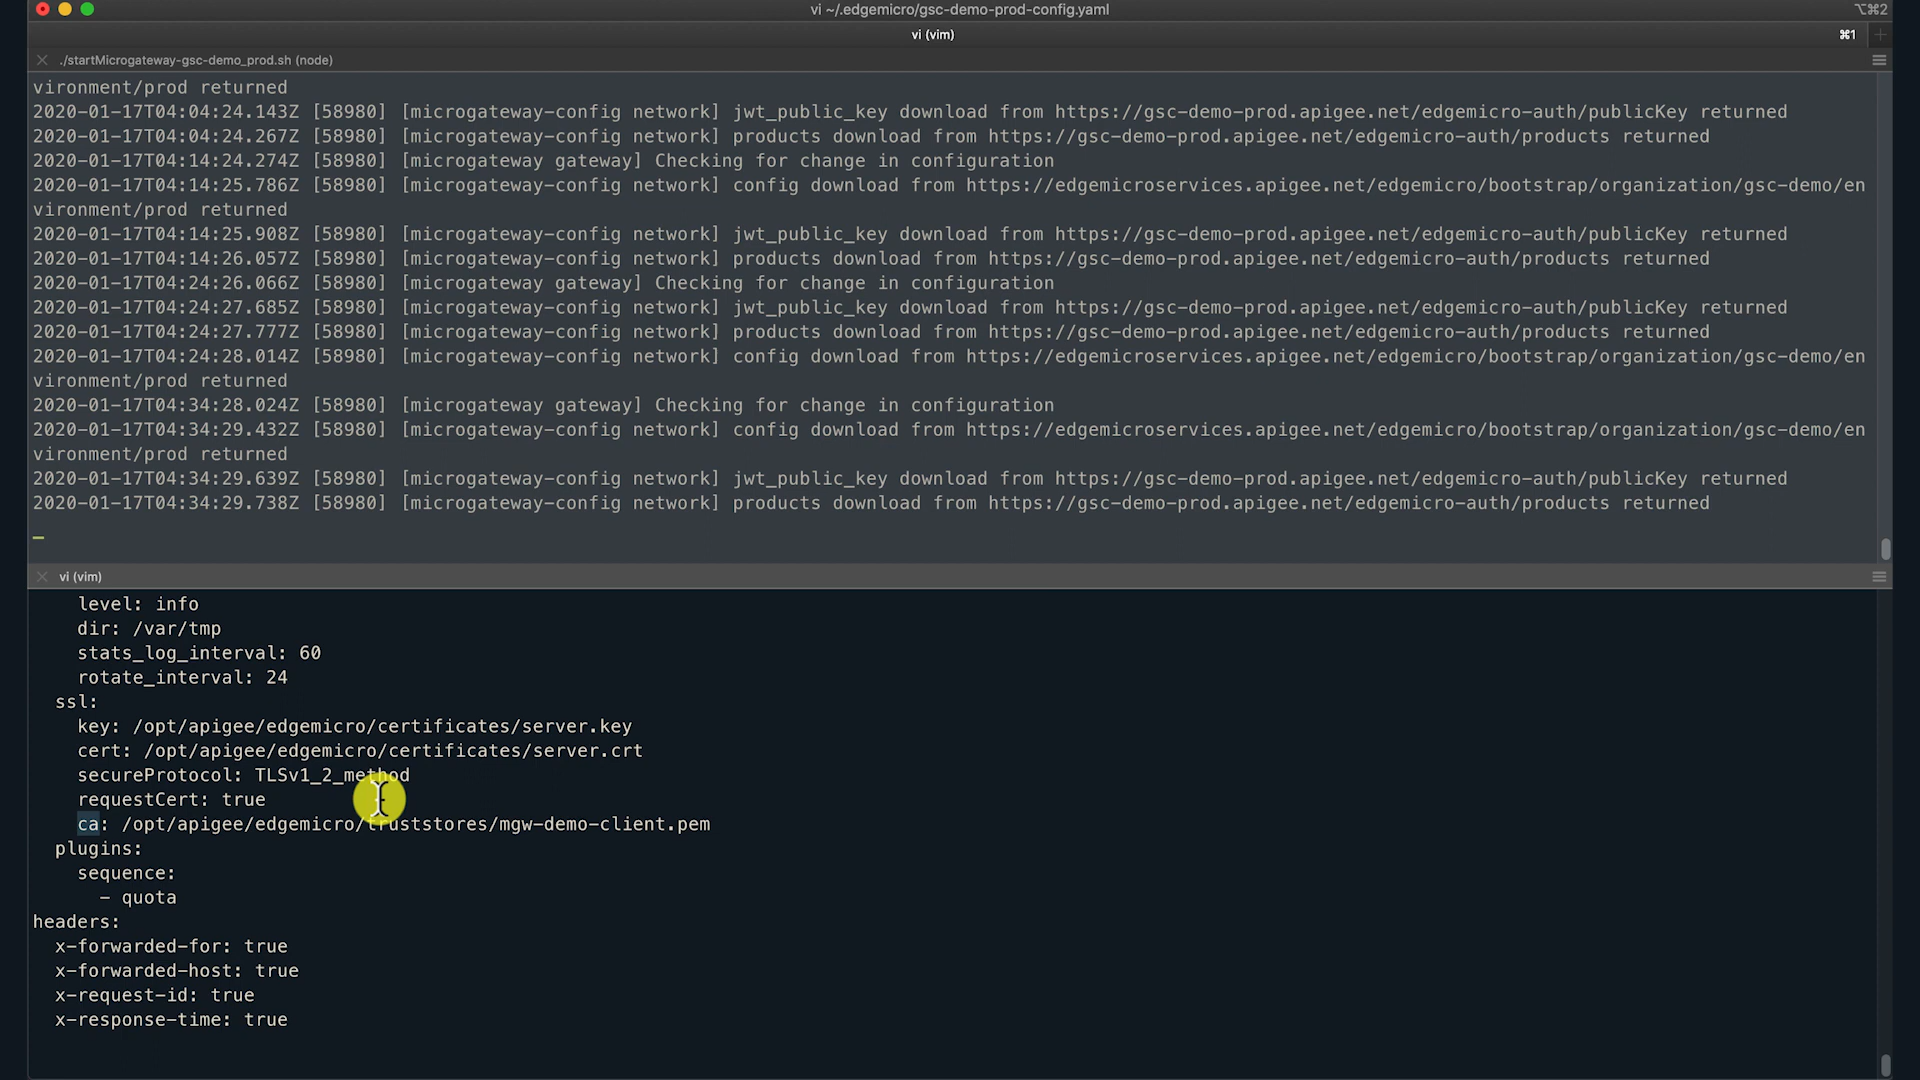 vi ~/.edgemicro/gsc-demo-prod-config.yaml
⌥⌘2
vi (vim)
⌘1
./startMicrogateway-gsc-demo_prod.sh (node)
vironment/prod returned
2020-01-17T04:04:24.143Z [58980] [microgateway-config network] jwt_public_key download from https://gsc-demo-prod.apigee.net/edgemicro-auth/publicKey returned
2020-01-17T04:04:24.267Z [58980] [microgateway-config network] products download from https://gsc-demo-prod.apigee.net/edgemicro-auth/products returned
2020-01-17T04:14:24.274Z [58980] [microgateway gateway] Checking for change in configuration
2020-01-17T04:14:25.786Z [58980] [microgateway-config network] config download from https://edgemicroservices.apigee.net/edgemicro/bootstrap/organization/gsc-demo/en
vironment/prod returned
2020-01-17T04:14:25.908Z [58980] [microgateway-config network] jwt_public_key download from https://gsc-demo-prod.apigee.net/edgemicro-auth/publicKey returned
2020-01-17T04:14:26.057Z [58980] [microgateway-config network] products download from https://gsc-demo-prod.apigee.net/edgemicro-auth/products returned
2020-01-17T04:24:26.066Z [58980] [microgateway gateway] Checking for change in configuration
2020-01-17T04:24:27.685Z [58980] [microgateway-config network] jwt_public_key download from https://gsc-demo-prod.apigee.net/edgemicro-auth/publicKey returned
2020-01-17T04:24:27.777Z [58980] [microgateway-config network] products download from https://gsc-demo-prod.apigee.net/edgemicro-auth/products returned
2020-01-17T04:24:28.014Z [58980] [microgateway-config network] config download from https://edgemicroservices.apigee.net/edgemicro/bootstrap/organization/gsc-demo/en
vironment/prod returned
2020-01-17T04:34:28.024Z [58980] [microgateway gateway] Checking for change in configuration
2020-01-17T04:34:29.432Z [58980] [microgateway-config network] config download from https://edgemicroservices.apigee.net/edgemicro/bootstrap/organization/gsc-demo/en
vironment/prod returned
2020-01-17T04:34:29.639Z [58980] [microgateway-config network] jwt_public_key download from https://gsc-demo-prod.apigee.net/edgemicro-auth/publicKey returned
2020-01-17T04:34:29.738Z [58980] [microgateway-config network] products download from https://gsc-demo-prod.apigee.net/edgemicro-auth/products returned
vi (vim)
level: info
dir: /var/tmp
stats_log_interval: 60
rotate_interval: 24
ssl:
key: /opt/apigee/edgemicro/certificates/server.key
cert: /opt/apigee/edgemicro/certificates/server.crt
secureProtocol: TLSv1_2_method
requestCert: true
ca: /opt/apigee/edgemicro/truststores/mgw-demo-client.pem
plugins:
sequence:
- quota
headers:
x-forwarded-for: true
x-forwarded-host: true
x-request-id: true
x-response-time: true